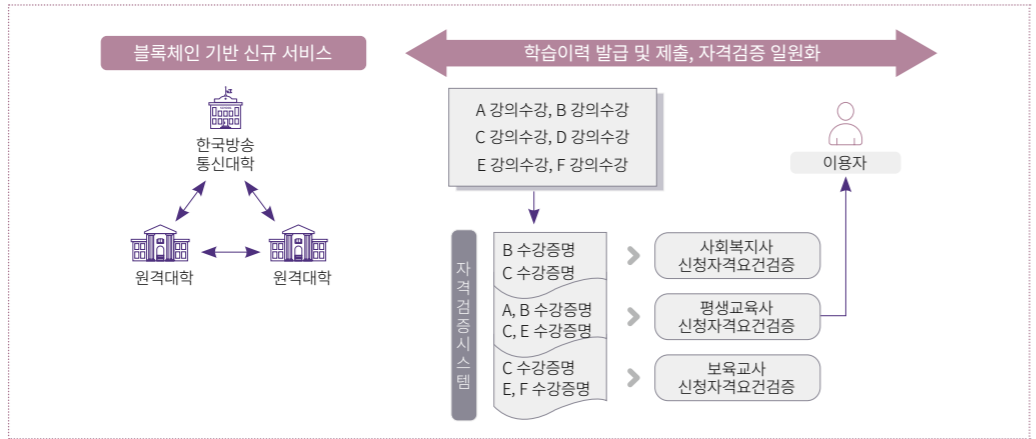 블록체인 기반 신규 서비스
학습이력 발급 및 제출, 자격검증 일원화
한국방송
통신대학
원격대학
원격대학
A 강의수강, B 강의수강
C 강의수강, D 강의수강
E 강의수강, F 강의수강
이용자
자격검증시스템
B 수강증명
C 수강증명
A, B 수강증명
C, E 수강증명
C 수강증명
E, F 수강증명
사회복지사
신청자격요건검증
평생교육사
신청자격요건검증
보육교사
신청자격요건검증